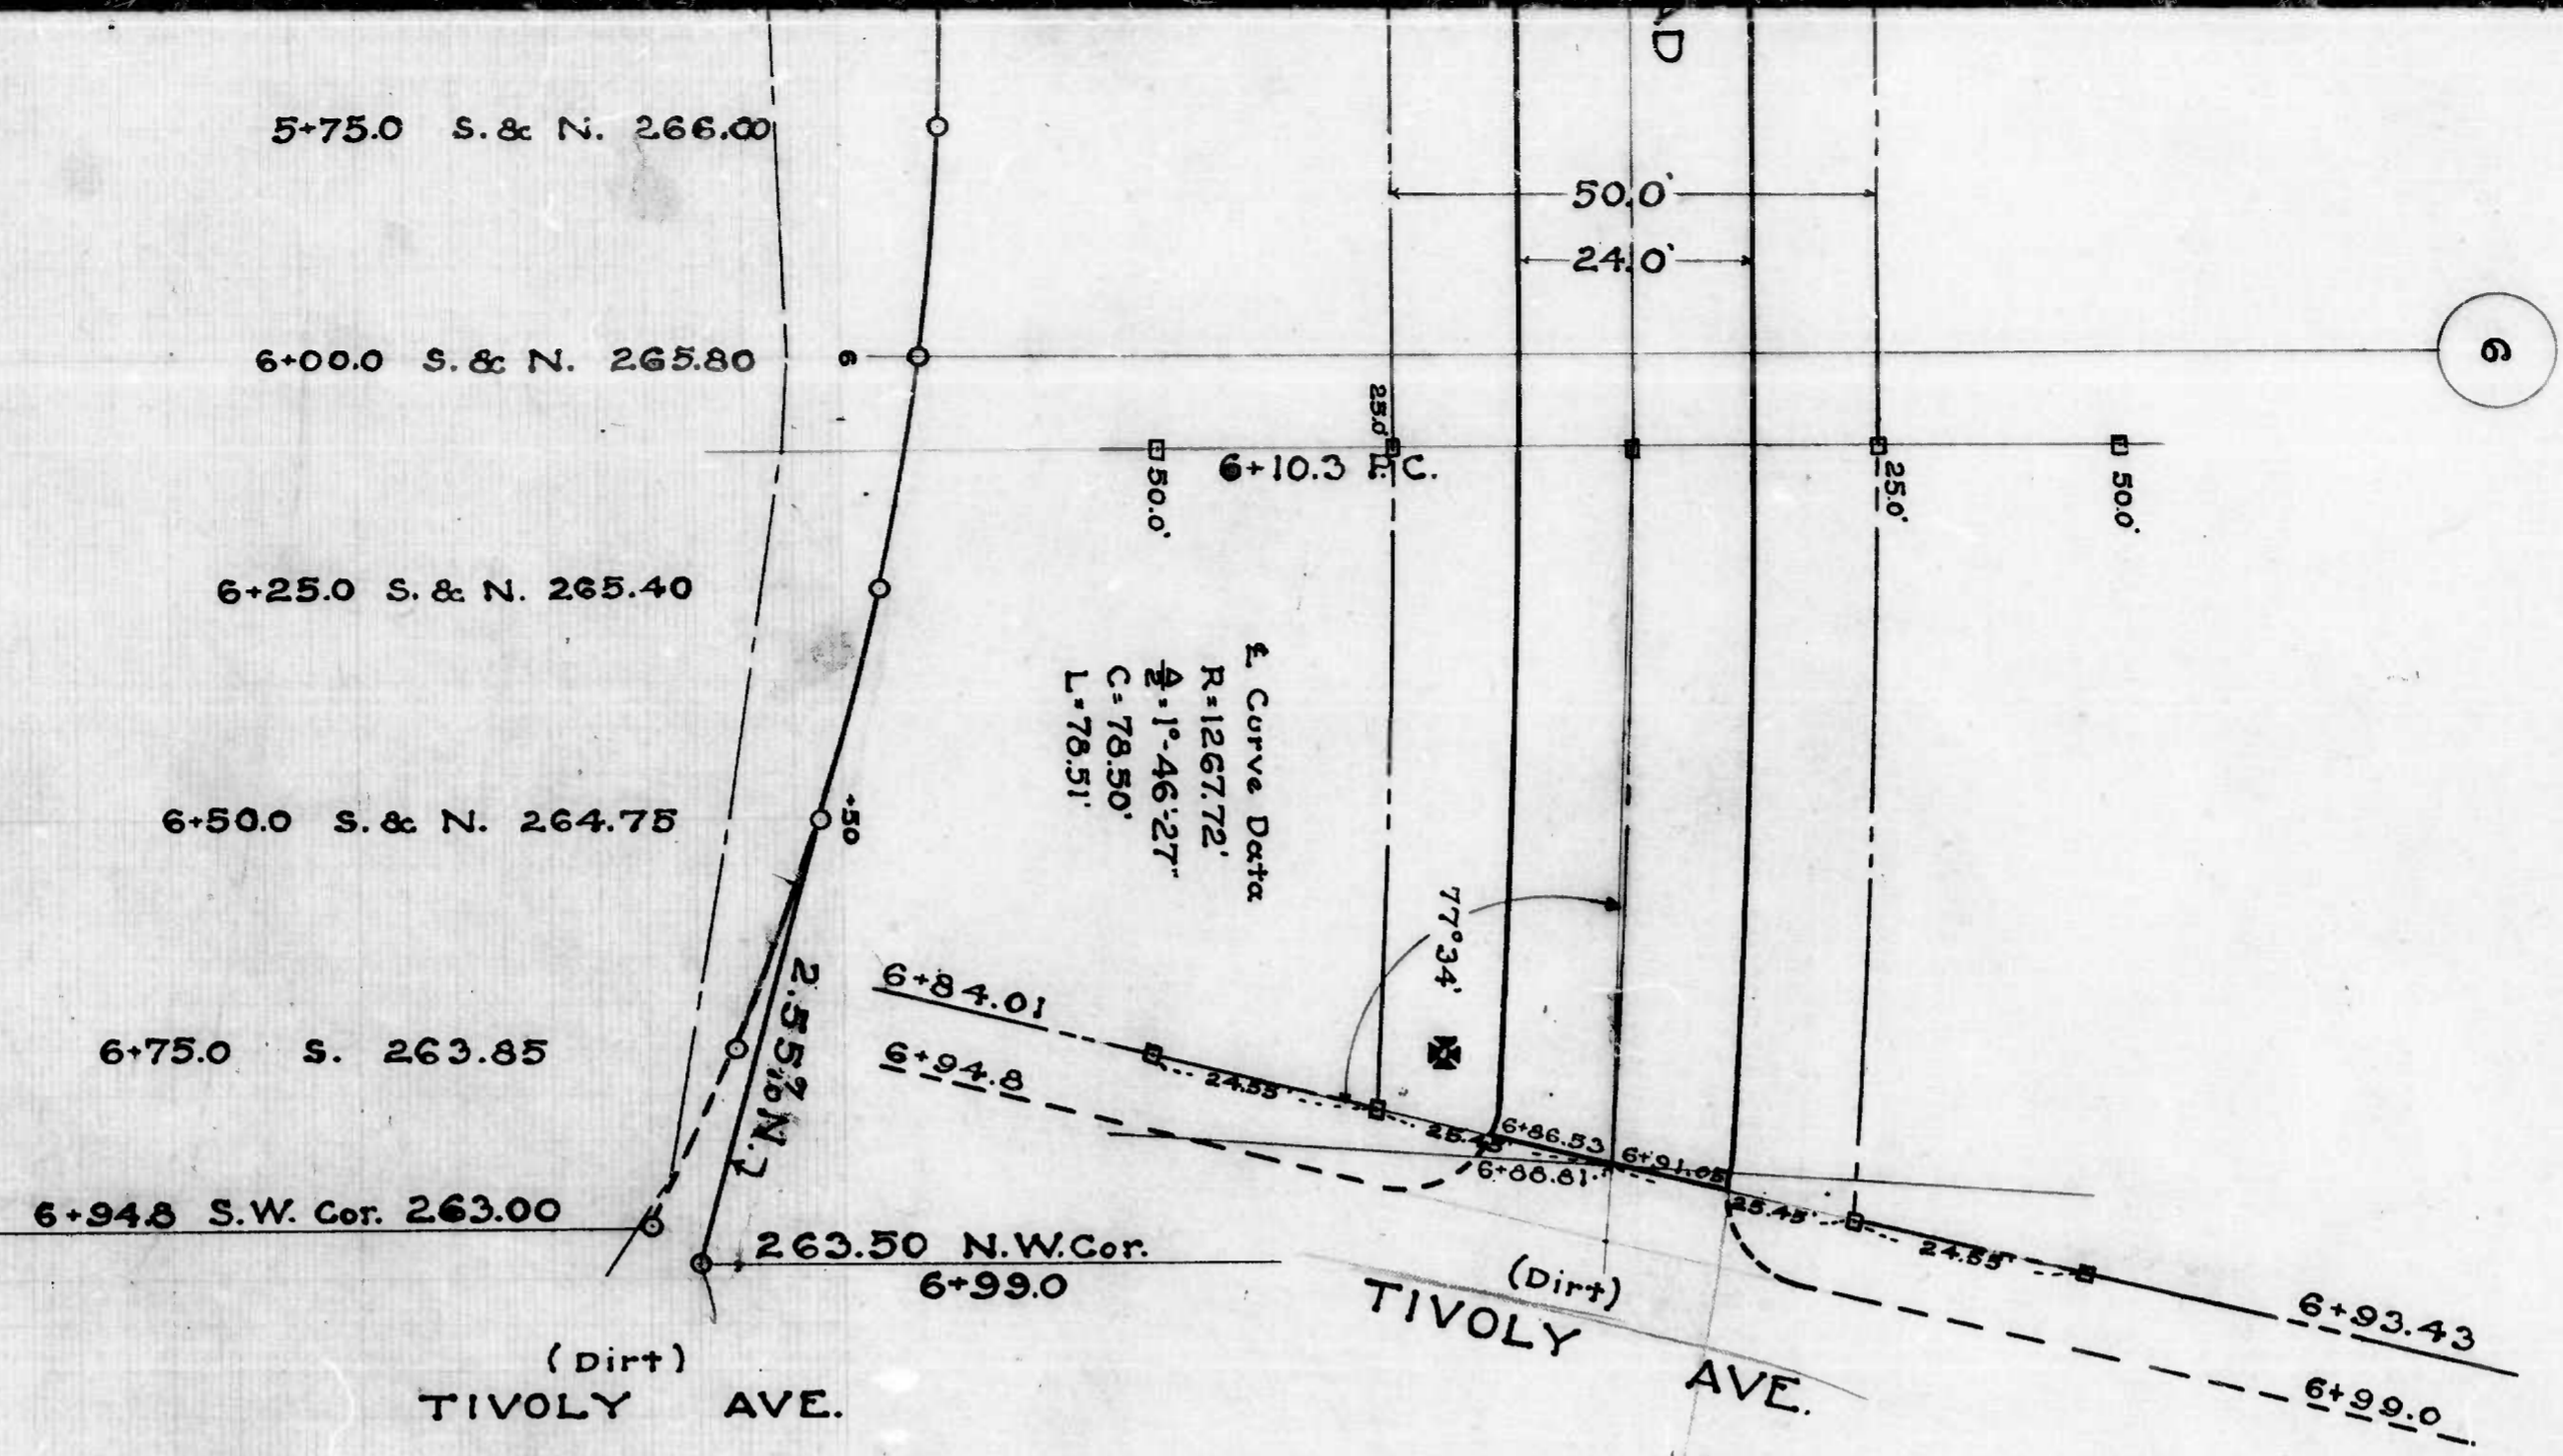 5+75.0 S. & N. 266.00
6+00.0 S. & N. 265.80
6+25.0 S. & N. 265.40
6+50.0 S. & N. 264.75
6+75.0 S. 263.85
6+94.8 S.W. Cor. 263.00
263.50 N.W. Cor.
6+99.0
(Dirt)
TIVOLY AVE.
6
+50
2.552% N.
50.0'
24.0'
6
25.0'
6+10.3 P.C.
50.0'
25.0'
50.0'
℄ Curve Data
R=1267.72'
Δ/2=1°-46'-27"
C=78.50'
L=78.51'
77°34'
6+84.01
6+94.8
24.55'
25.45'
6+86.53
6+88.81
6+91.05
25.45'
24.55'
6+93.43
6+99.0
(Dirt)
TIVOLY AVE.